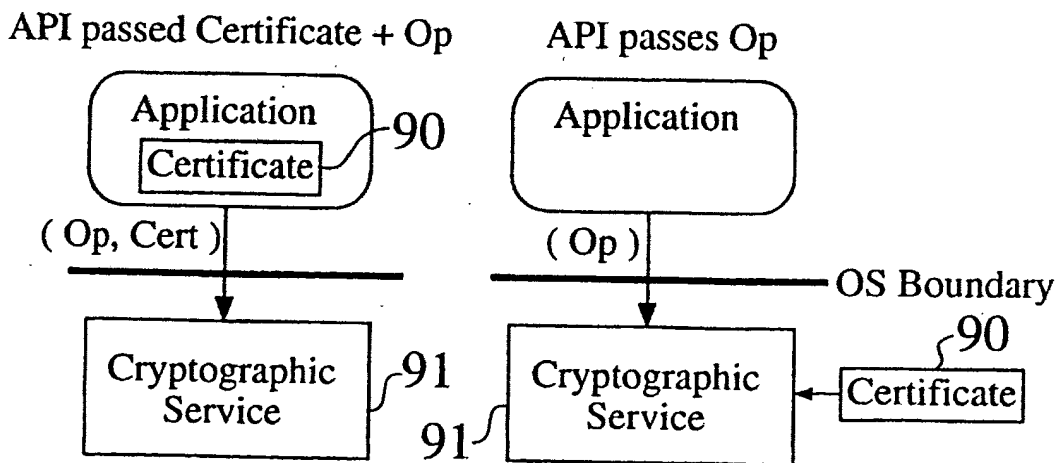 API passed Certificate + Op
Application
Certificate
90
( Op, Cert )
Cryptographic
Service
91
API passes Op
Application
( Op )
OS Boundary
Cryptographic
Service
91
90
Certificate